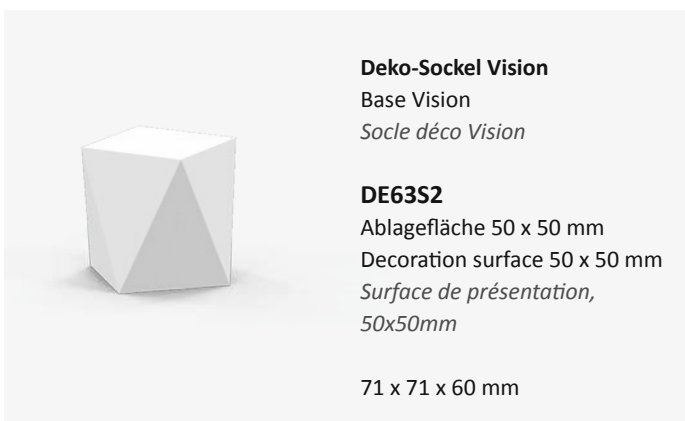 Deko-Sockel Vision
Base Vision
Socle déco Vision
DE63S2
Ablagefläche 50 x 50 mm
Decoration surface 50 x 50 mm
Surface de présentation,
50x50mm
71 x 71 x 60 mm